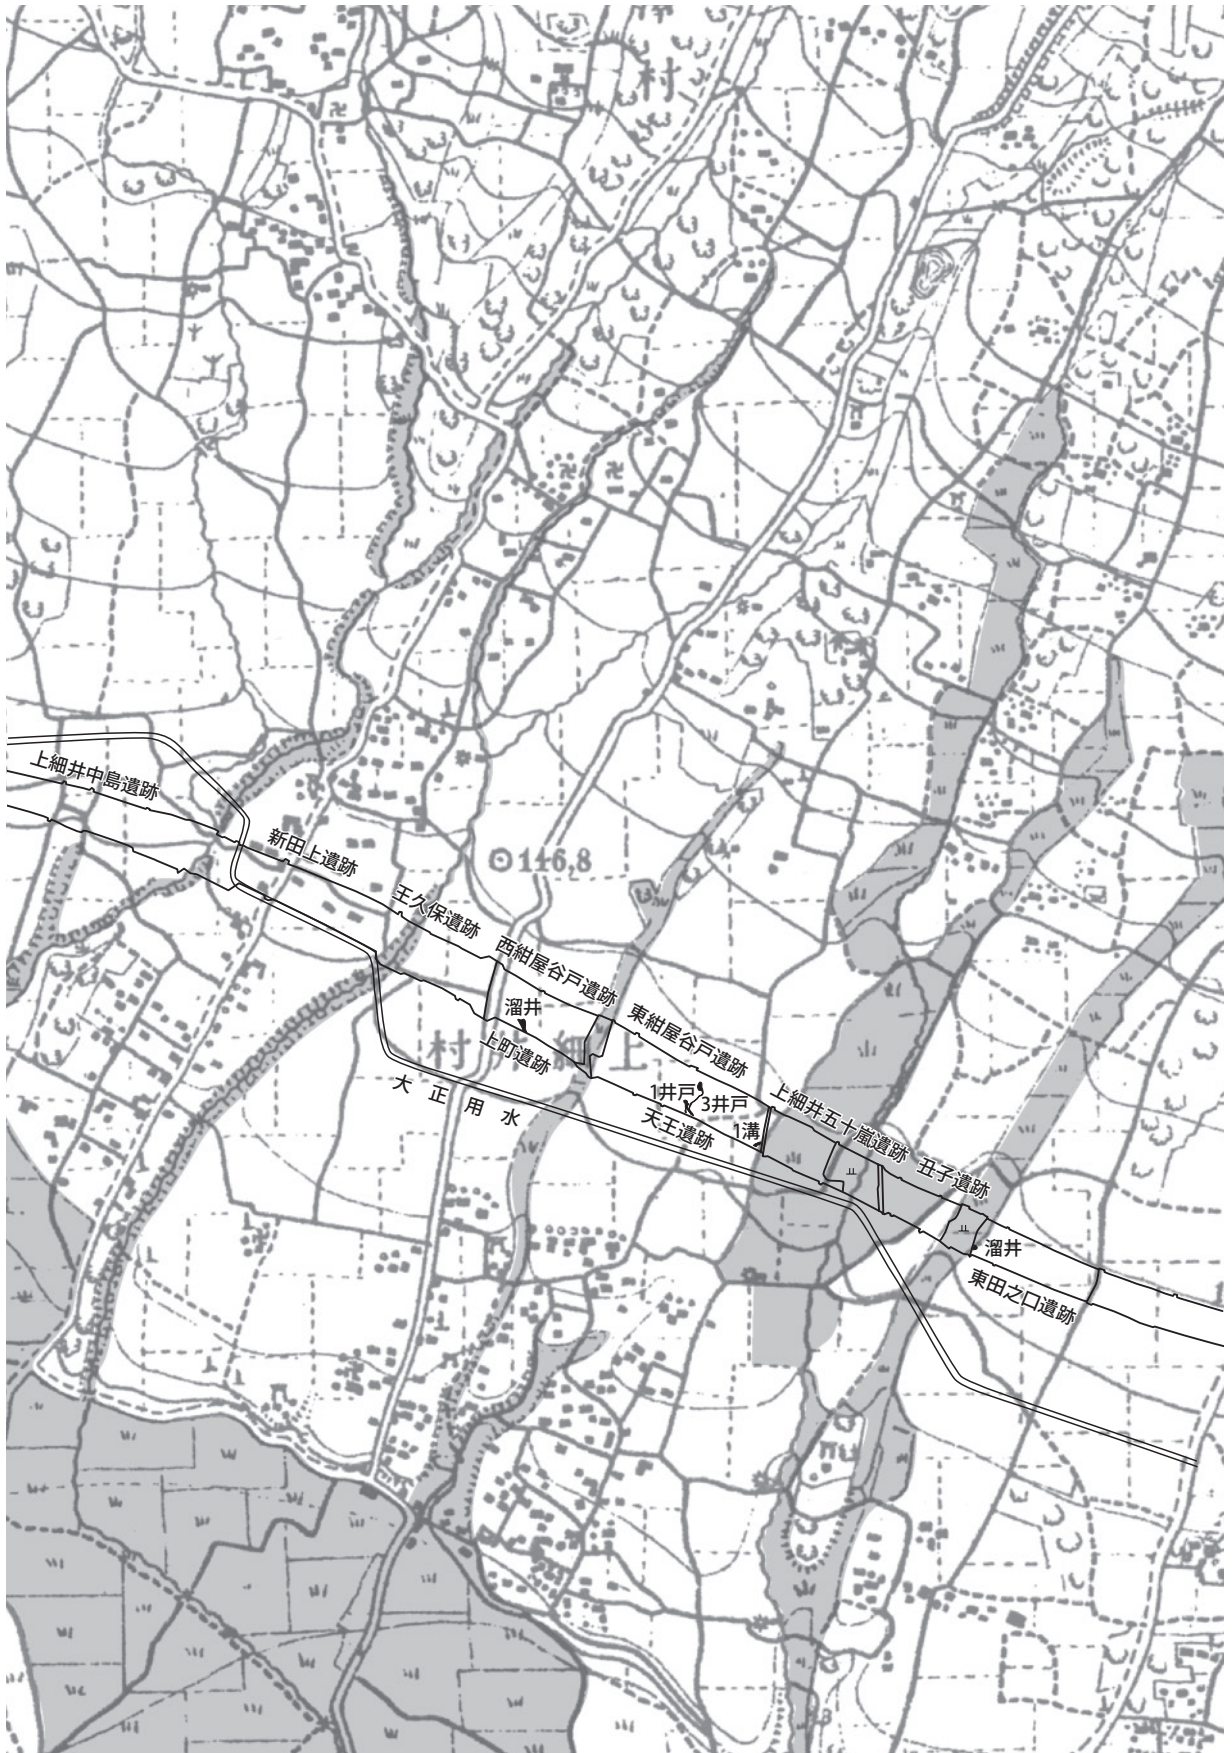 村
上細井中島遺跡
新田上遺跡
⊙116,8
王久保遺跡
西紺屋谷戸遺跡
溜井
上町遺跡
村井細上
東紺屋谷戸遺跡
大正用水
1井戸
3井戸
天王遺跡
1溝
上細井五十嵐遺跡
丑子遺跡
溜井
東田之口遺跡